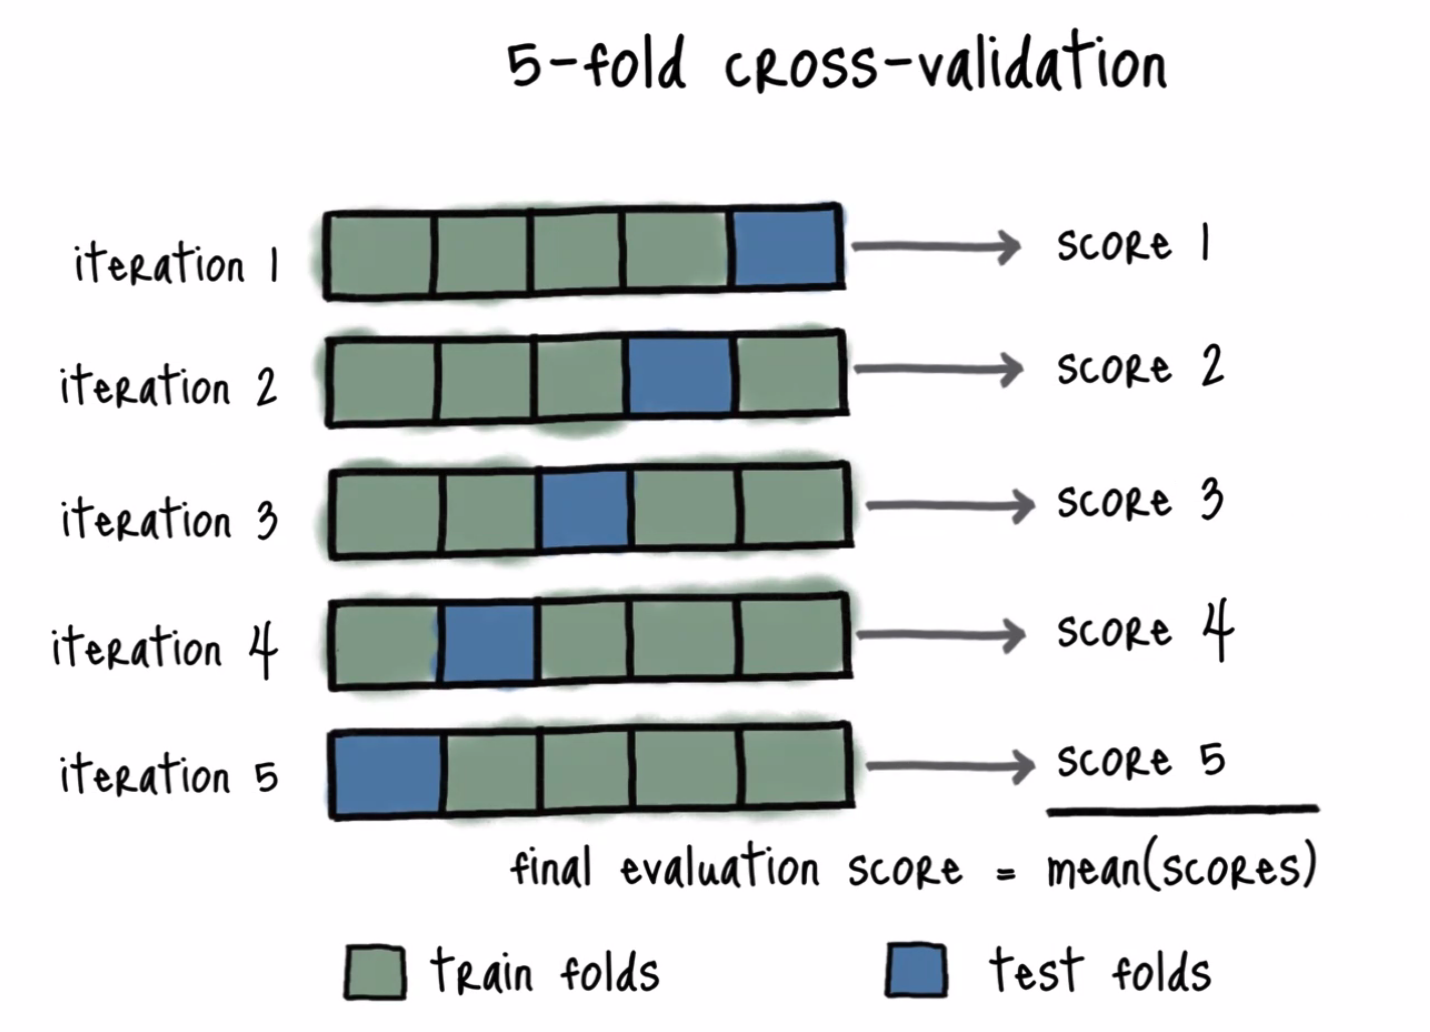 5-fold cross-validation
iteration 1 score 1
iteration 2 score 2
iteration 3 score 3
iteration 4 score 4
iteration 5 score 5
final evaluation score = mean(scores)
train folds test folds